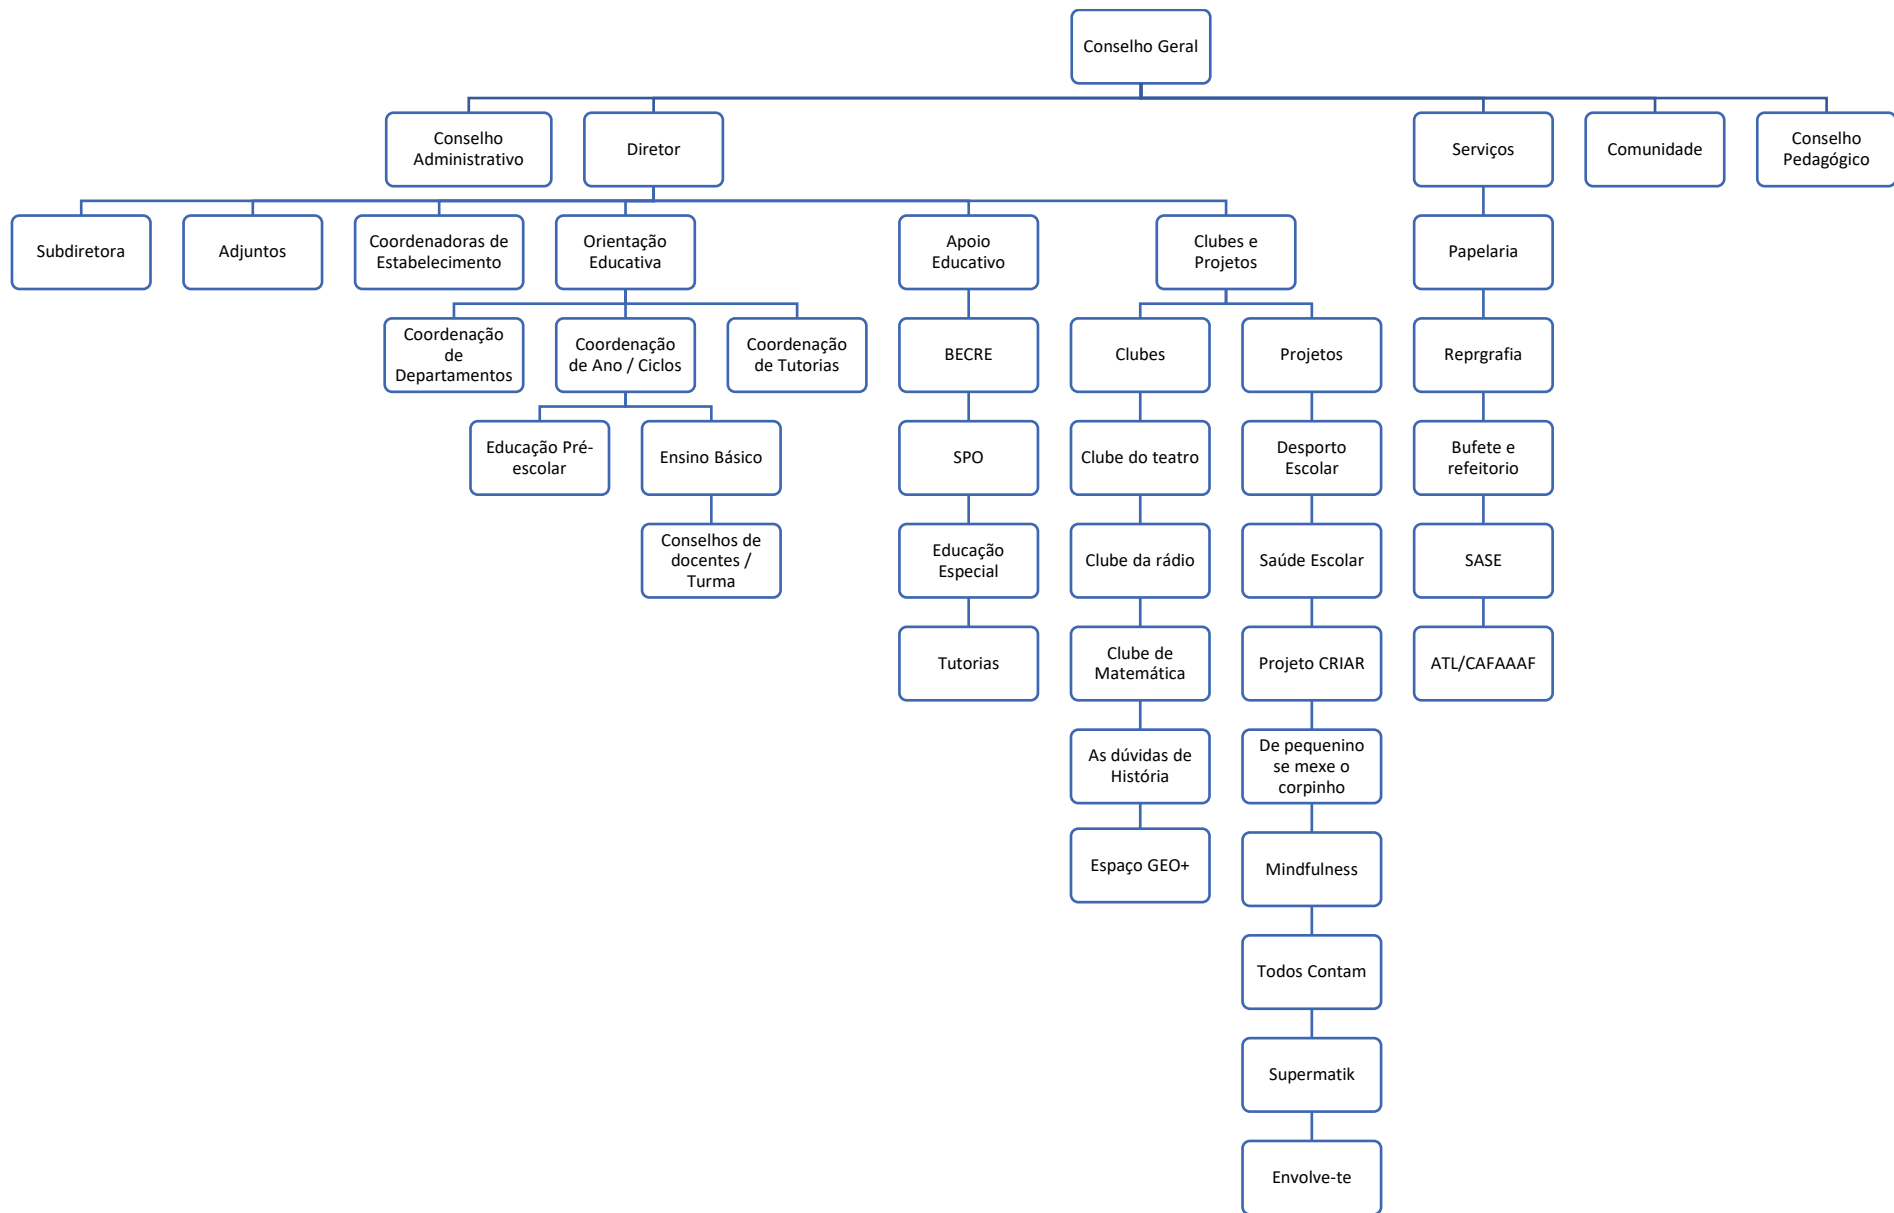 Conselho Geral
Conselho
Administrativo
Diretor
Serviços
Comunidade
Conselho
Pedagógico
Subdiretora
Adjuntos
Coordenadoras de
Estabelecimento
Orientação
Educativa
Apoio
Educativo
Clubes e
Projetos
Papelaria
Coordenação
de
Departamentos
Coordenação
de Ano / Ciclos
Coordenação
de Tutorias
BECRE
Clubes
Projetos
Reprgrafia
Educação Pré-
escolar
Ensino Básico
SPO
Clube do teatro
Desporto
Escolar
Bufete e
refeitorio
Conselhos de
docentes /
Turma
Educação
Especial
Clube da rádio
Saúde Escolar
SASE
Tutorias
Clube de
Matemática
Projeto CRIAR
ATL/CAFAAAF
As dúvidas de
História
De pequenino
se mexe o
corpinho
Espaço GEO+
Mindfulness
Todos Contam
Supermatik
Envolve-te